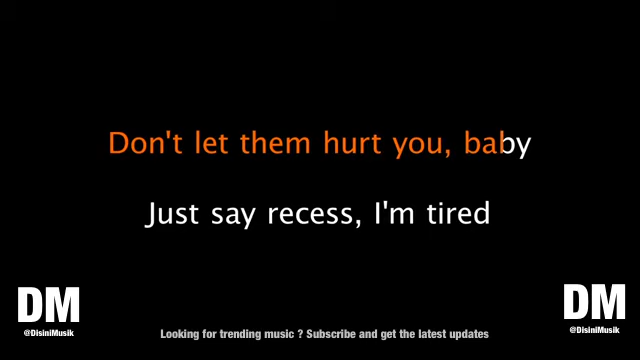 Don't let them hurt you, baby
Just say recess, I'm tired
DM
@DisiniMusik
DM
@DisiniMusik
Looking for trending music ? Subscribe and get the latest updates